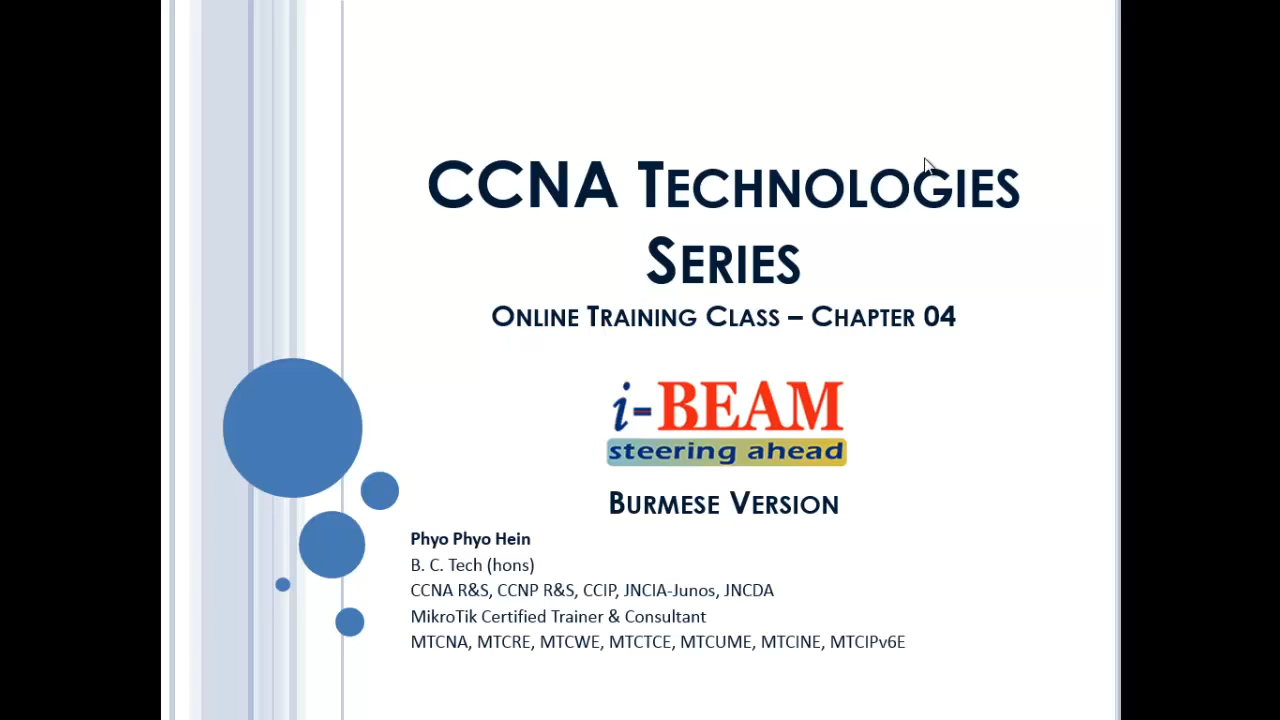 CCNA Technologies
Series
Online Training Class – Chapter 04
i-BEAM
steering ahead
Burmese Version
Phyo Phyo Hein
B. C. Tech (hons)
CCNA R&S, CCNP R&S, CCIP, JNCIA-Junos, JNCDA
MikroTik Certified Trainer & Consultant
MTCNA, MTCRE, MTCWE, MTCTCE, MTCUME, MTCINE, MTCIPv6E